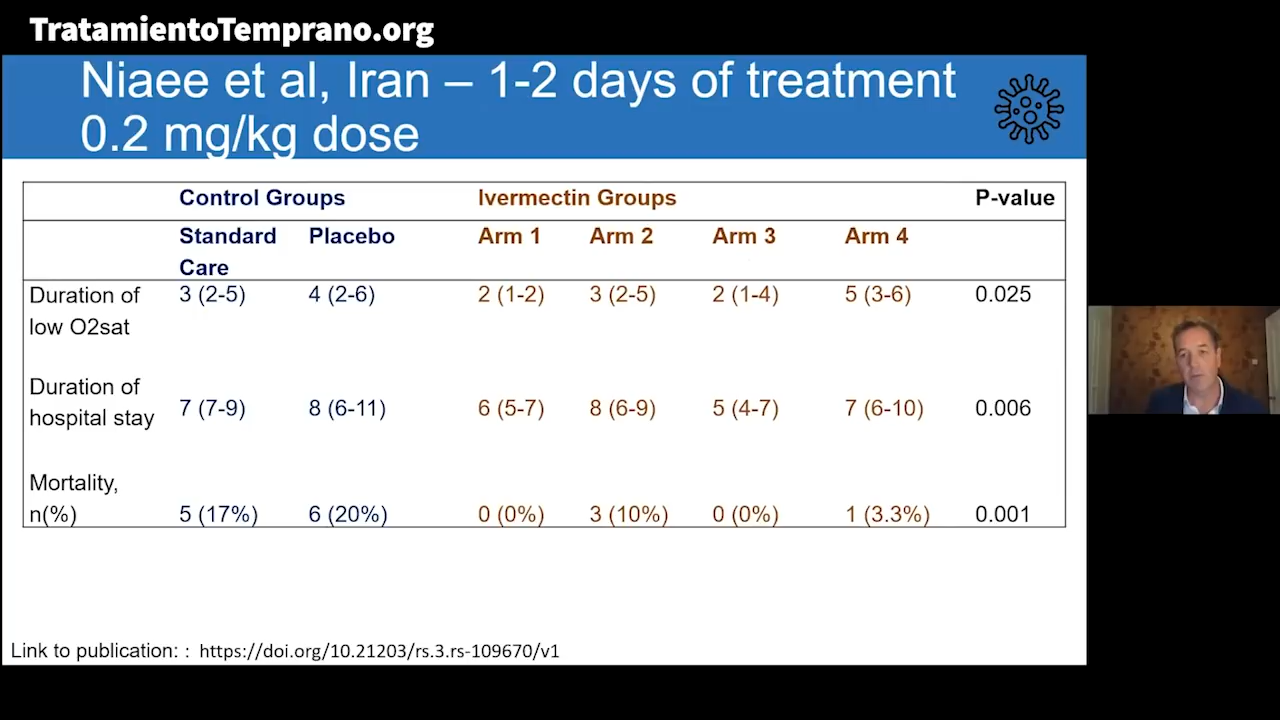 TratamientoTemprano.org
Niaee et al, Iran – 1-2 days of treatment
0.2 mg/kg dose
Control Groups Ivermectin Groups P-value
Standard Care Placebo Arm 1 Arm 2 Arm 3 Arm 4
Duration of low O2sat 3 (2-5) 4 (2-6) 2 (1-2) 3 (2-5) 2 (1-4) 5 (3-6) 0.025
Duration of hospital stay 7 (7-9) 8 (6-11) 6 (5-7) 8 (6-9) 5 (4-7) 7 (6-10) 0.006
Mortality, n(%) 5 (17%) 6 (20%) 0 (0%) 3 (10%) 0 (0%) 1 (3.3%) 0.001
Link to publication: : https://doi.org/10.21203/rs.3.rs-109670/v1